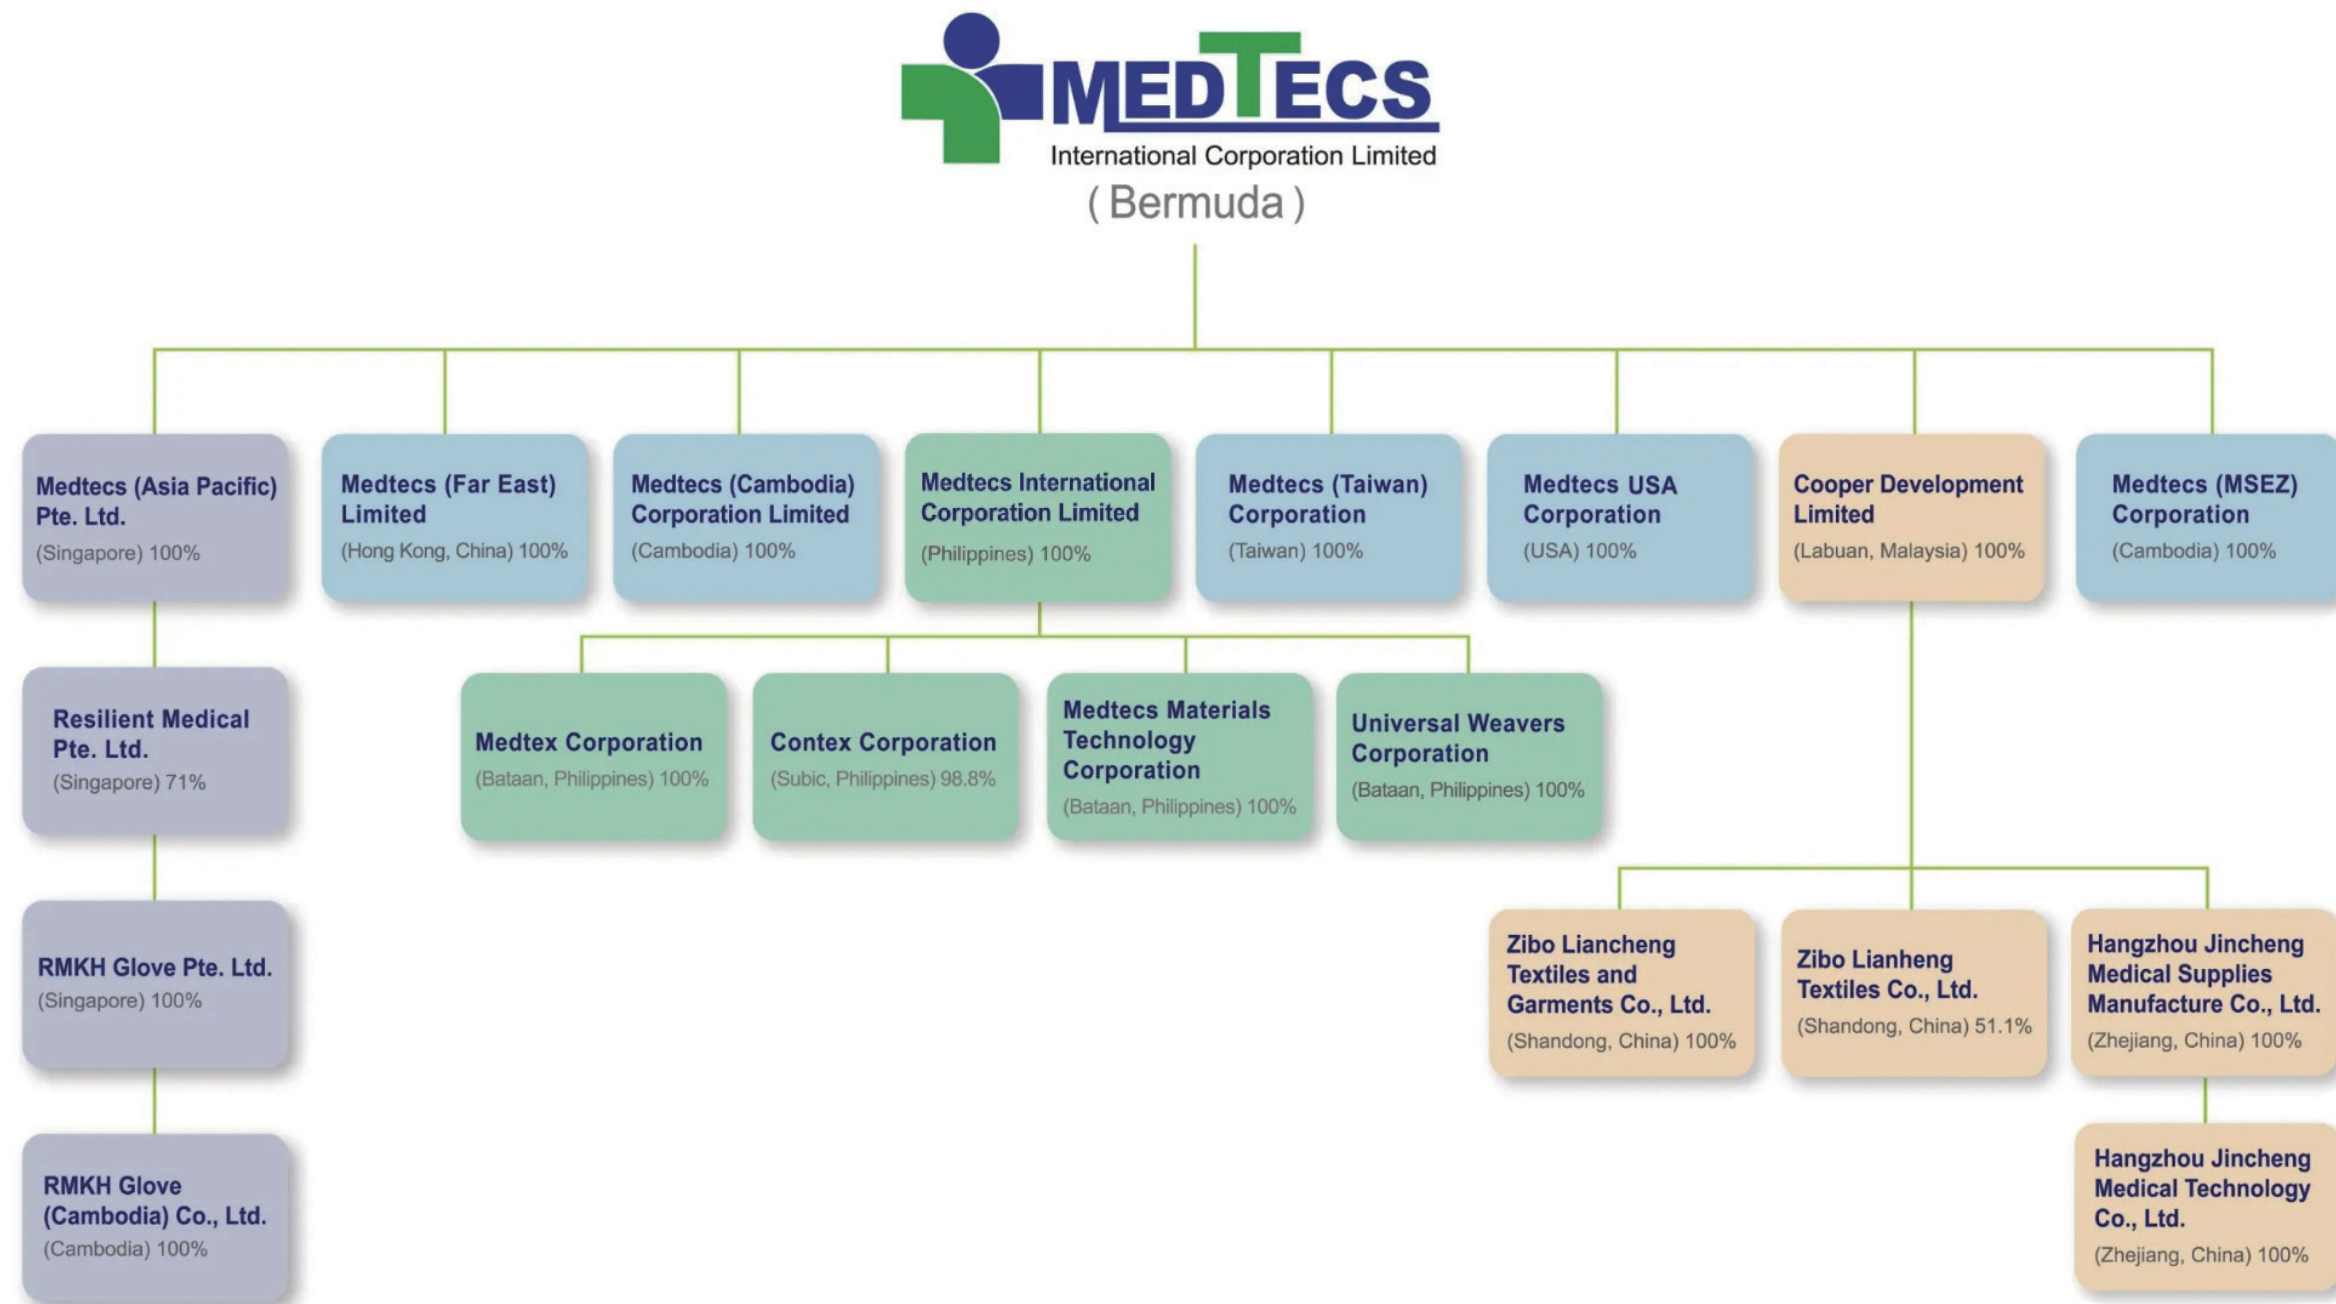 MEDTECS
International Corporation Limited
(Bermuda)
Medtecs (Asia Pacific)
Pte. Ltd.
(Singapore) 100%
Medtecs (Far East)
Limited
(Hong Kong, China) 100%
Medtecs (Cambodia)
Corporation Limited
(Cambodia) 100%
Medtecs International
Corporation Limited
(Philippines) 100%
Medtecs (Taiwan)
Corporation
(Taiwan) 100%
Medtecs USA
Corporation
(USA) 100%
Cooper Development
Limited
(Labuan, Malaysia) 100%
Medtecs (MSEZ)
Corporation
(Cambodia) 100%
Resilient Medical
Pte. Ltd.
(Singapore) 71%
Medtex Corporation
(Bataan, Philippines) 100%
Contex Corporation
(Subic, Philippines) 98.8%
Medtecs Materials
Technology
Corporation
(Bataan, Philippines) 100%
Universal Weavers
Corporation
(Bataan, Philippines) 100%
RMKH Glove Pte. Ltd.
(Singapore) 100%
Zibo Liancheng
Textiles and
Garments Co., Ltd.
(Shandong, China) 100%
Zibo Lianheng
Textiles Co., Ltd.
(Shandong, China) 51.1%
Hangzhou Jincheng
Medical Supplies
Manufacture Co., Ltd.
(Zhejiang, China) 100%
RMKH Glove
(Cambodia) Co., Ltd.
(Cambodia) 100%
Hangzhou Jincheng
Medical Technology
Co., Ltd.
(Zhejiang, China) 100%